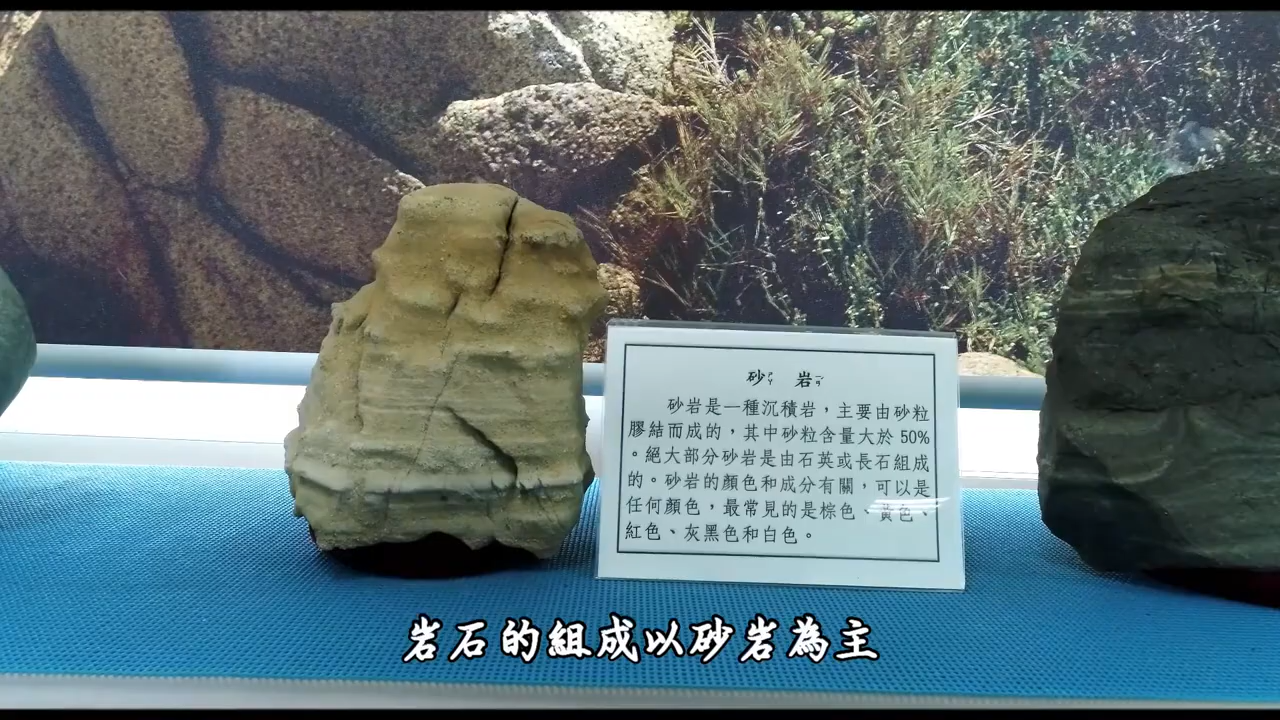 砂ㄕㄚ 岩ㄧㄢˊ
砂岩是一種沉積岩，主要由砂粒
膠結而成的，其中砂粒含量大於50%
。絕大部分砂岩是由石英或長石組成
的。砂岩的顏色和成分有關，可以是
任何顏色，最常見的是棕色、黃色、
紅色、灰黑色和白色。
岩石的組成以砂岩為主